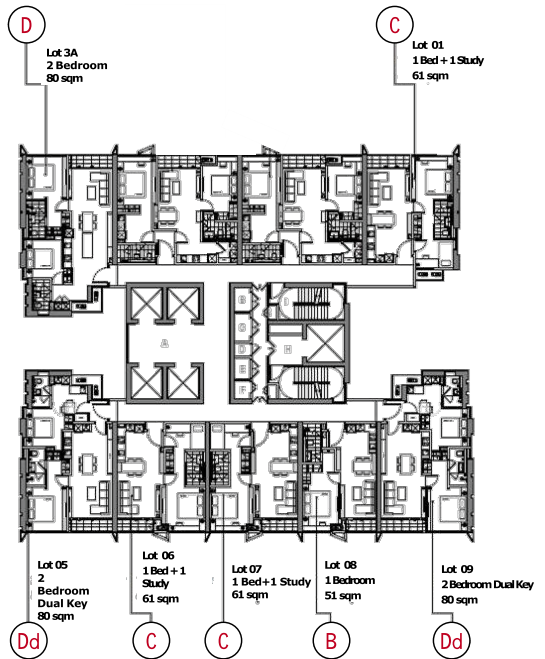 D
C
Lot 3A
2 Bedroom
80 sqm
Lot 01
1 Bed + 1 Study
61 sqm
A
H
Lot 05
2
Bedroom
Dual Key
80 sqm
Lot 06
1 Bed + 1
Study
61 sqm
Lot 07
1 Bed+1 Study
61 sqm
Lot 08
1 Bedroom
51 sqm
Lot 09
2 Bedroom Dual Key
80 sqm
Dd
C
C
B
Dd